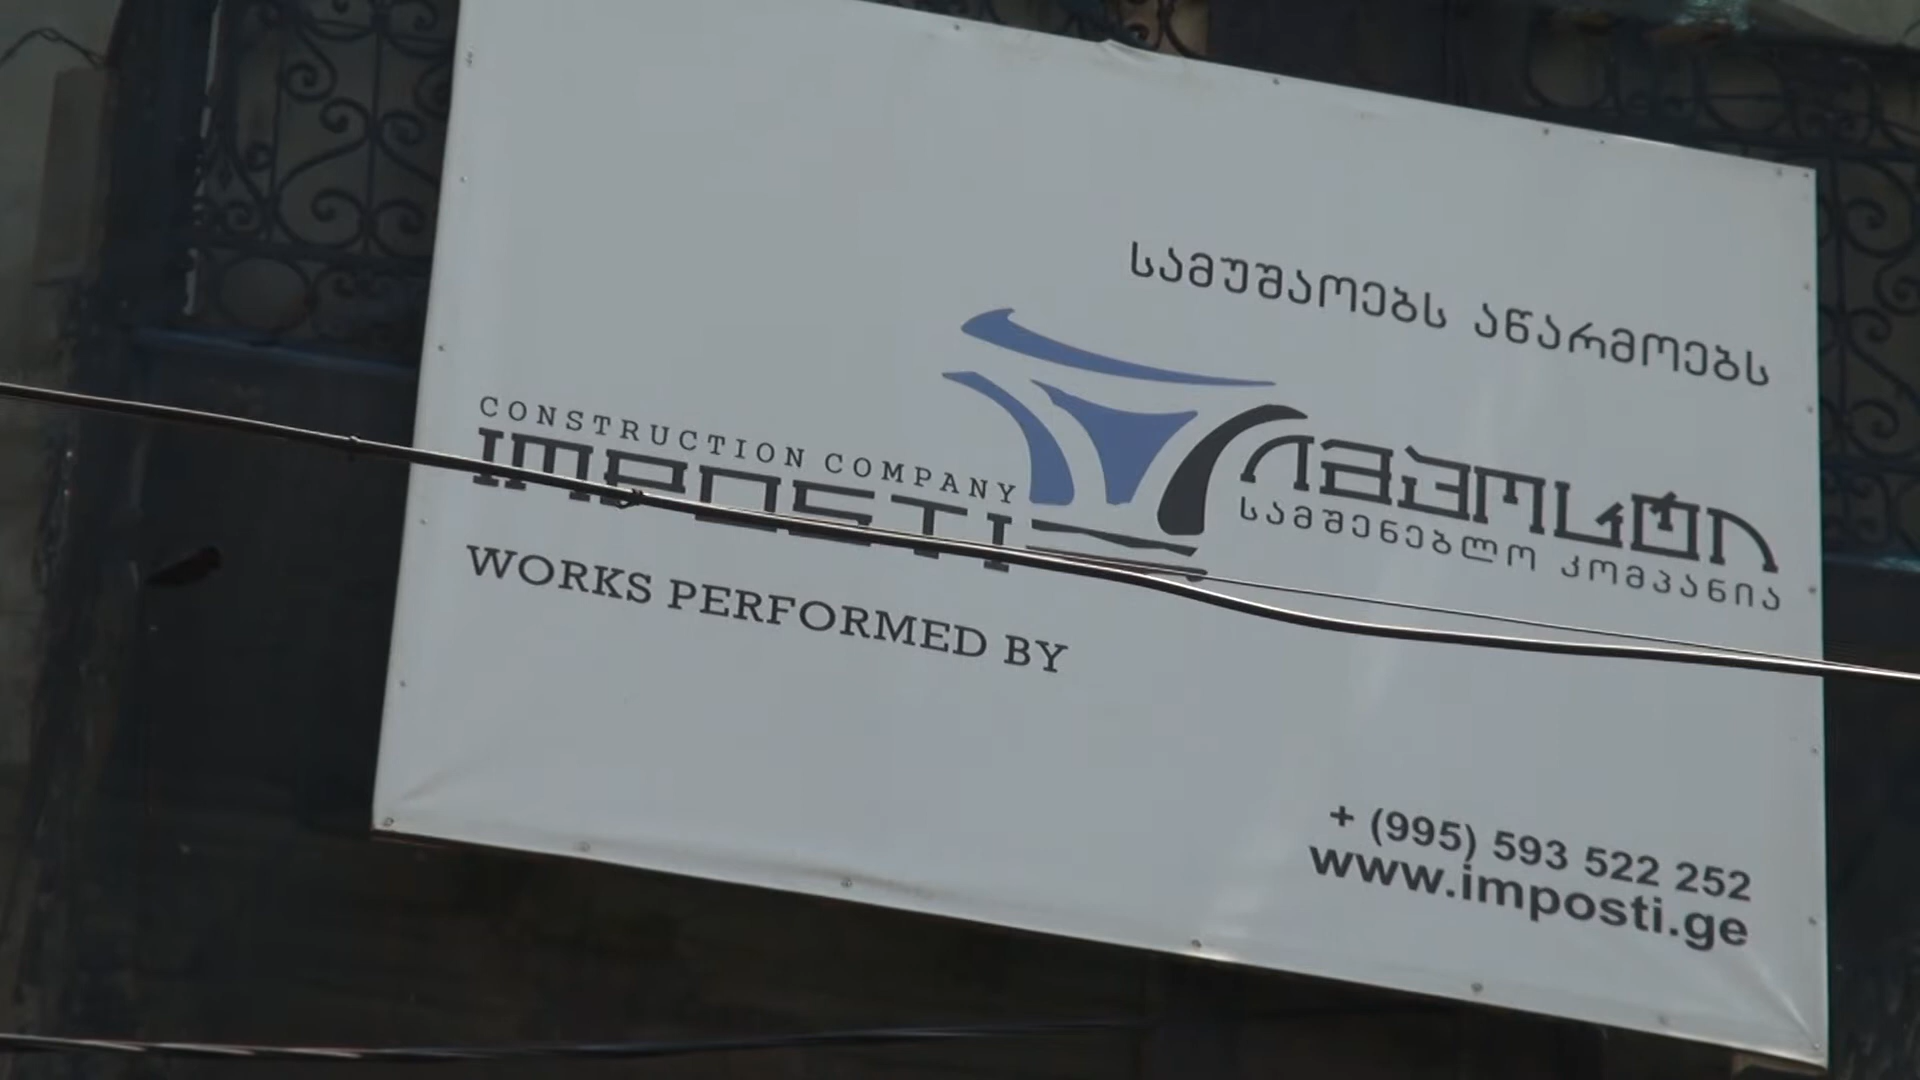 სამუშაოებს აწარმოებს
CONSTRUCTION COMPANY
IMPOSTI
იმპოსტი
სამშენებლო კომპანია
WORKS PERFORMED BY
+ (995) 593 522 252
www.imposti.ge